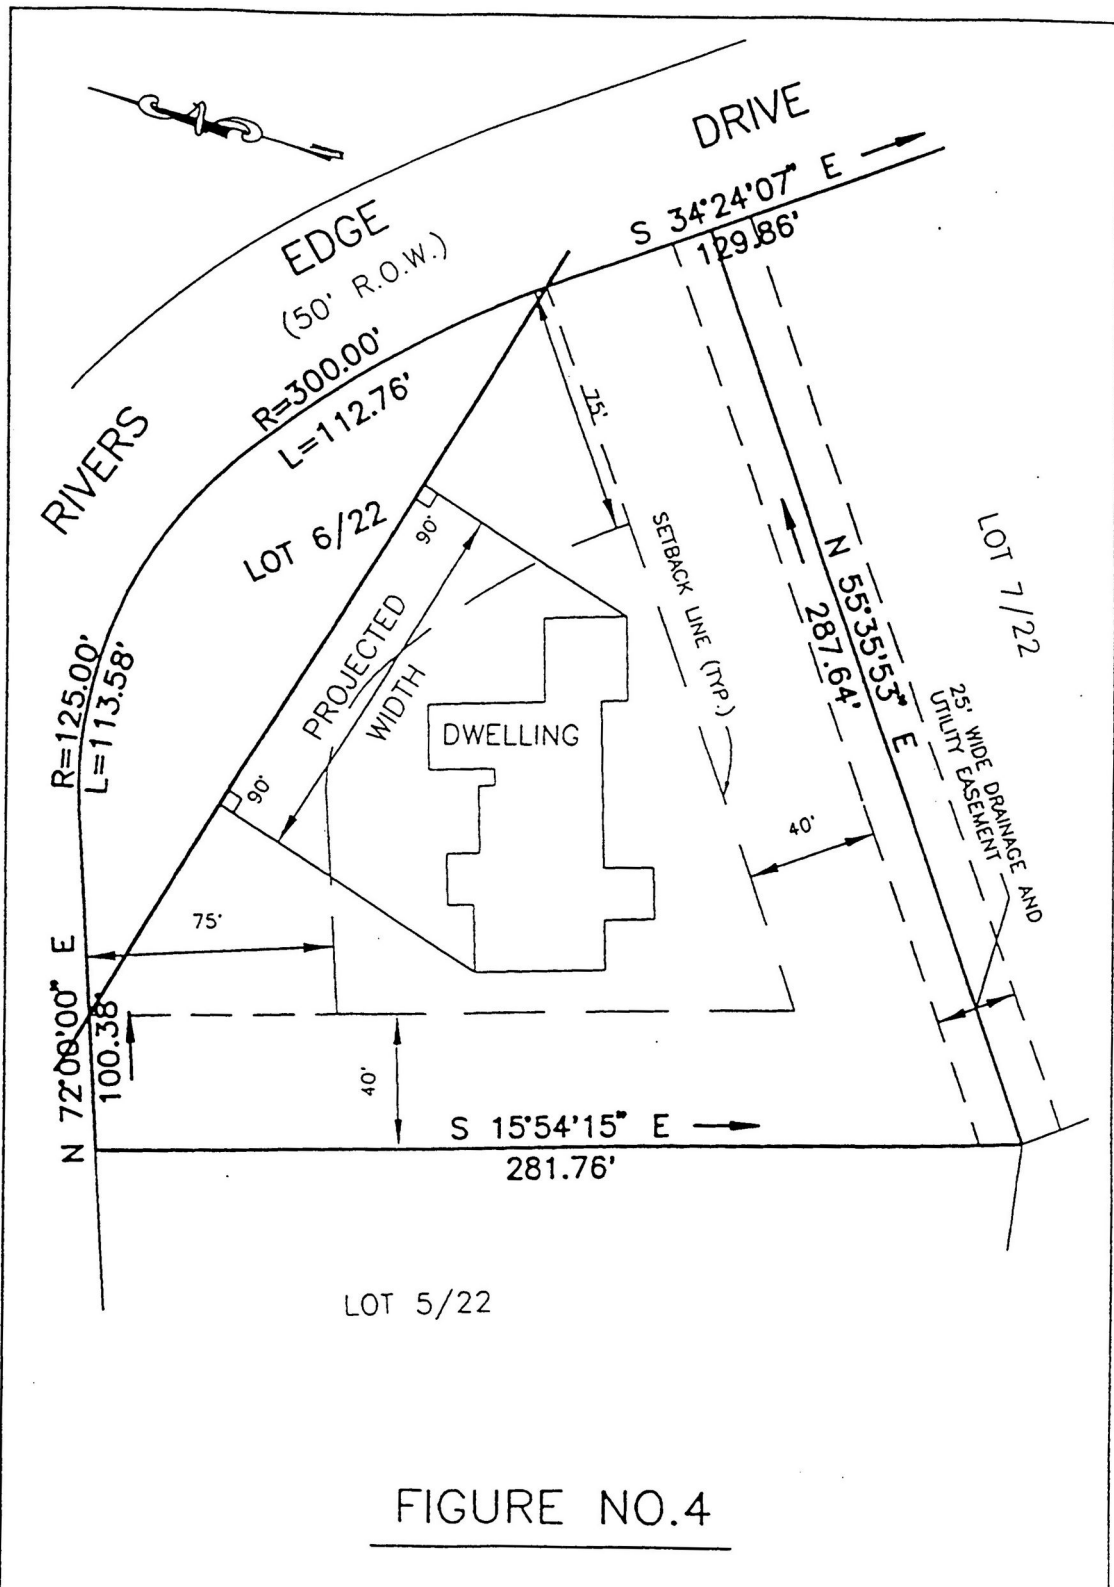 RIVERS EDGE DRIVE
(50' R.O.W.)
S 34°24'07" E
129.86'
R=300.00'
L=112.76'
LOT 6/22
90°
75'
SETBACK LINE (TYP.)
PROJECTED
WIDTH
90°
DWELLING
N 55°35'53" E
287.64'
LOT 7/22
25' WIDE DRAINAGE AND
UTILITY EASEMENT
R=125.00'
L=113.58'
40'
75'
N 72°00'00" E
100.38'
40'
S 15°54'15" E
281.76'
LOT 5/22
FIGURE NO.4